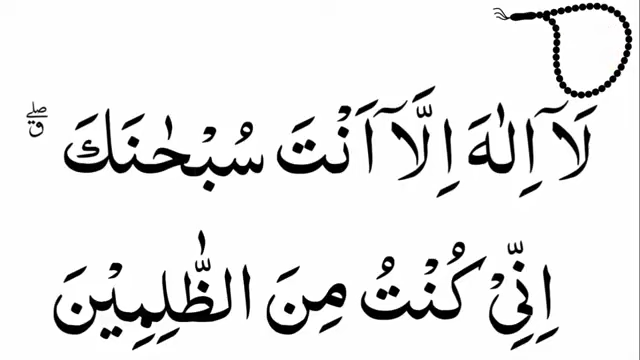 لَآ اِلٰهَ اِلَّآ اَنْتَ سُبْحٰنَكَ ۖق
اِنِّيْ كُنْتُ مِنَ الظّٰلِمِيْنَ